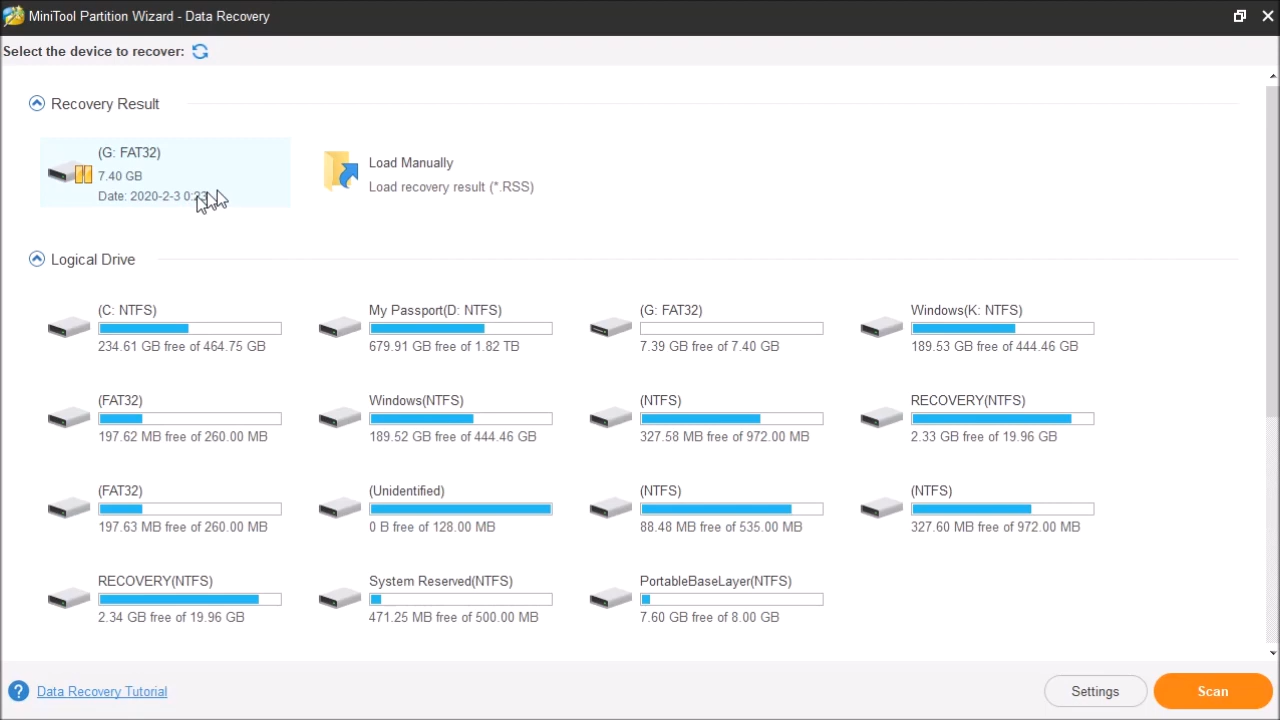 MiniTool Partition Wizard - Data Recovery
Select the device to recover:
Recovery Result
(G: FAT32)
7.40 GB
Date: 2020-2-3
Load Manually
Load recovery result (*.RSS)
Logical Drive
(C: NTFS)
234.61 GB free of 464.75 GB
My Passport(D: NTFS)
679.91 GB free of 1.82 TB
(G: FAT32)
7.39 GB free of 7.40 GB
Windows(K: NTFS)
189.53 GB free of 444.46 GB
(FAT32)
197.62 MB free of 260.00 MB
Windows(NTFS)
189.52 GB free of 444.46 GB
(NTFS)
327.58 MB free of 972.00 MB
RECOVERY(NTFS)
2.33 GB free of 19.96 GB
(FAT32)
197.63 MB free of 260.00 MB
(Unidentified)
0 B free of 128.00 MB
(NTFS)
88.48 MB free of 535.00 MB
(NTFS)
327.60 MB free of 972.00 MB
RECOVERY(NTFS)
2.34 GB free of 19.96 GB
System Reserved(NTFS)
471.25 MB free of 500.00 MB
PortableBaseLayer(NTFS)
7.60 GB free of 8.00 GB
? Data Recovery Tutorial
Settings
Scan